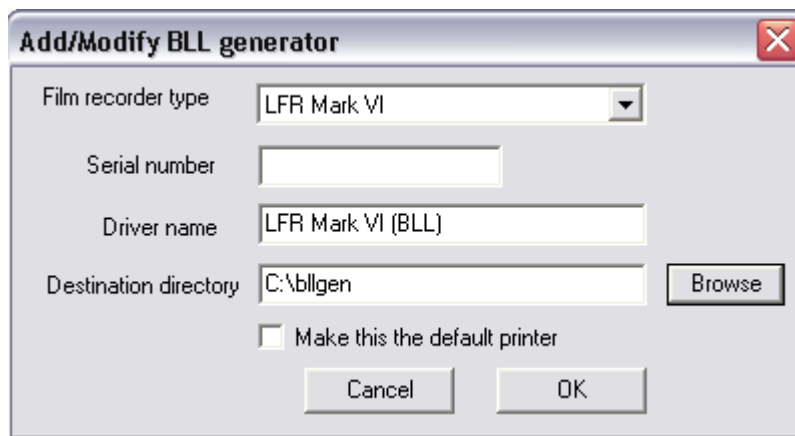 Add/Modify BLL generator
Film recorder type
LFR Mark VI
Serial number
Driver name
LFR Mark VI (BLL)
Destination directory
C:\bllgen
Browse
Make this the default printer
Cancel
OK